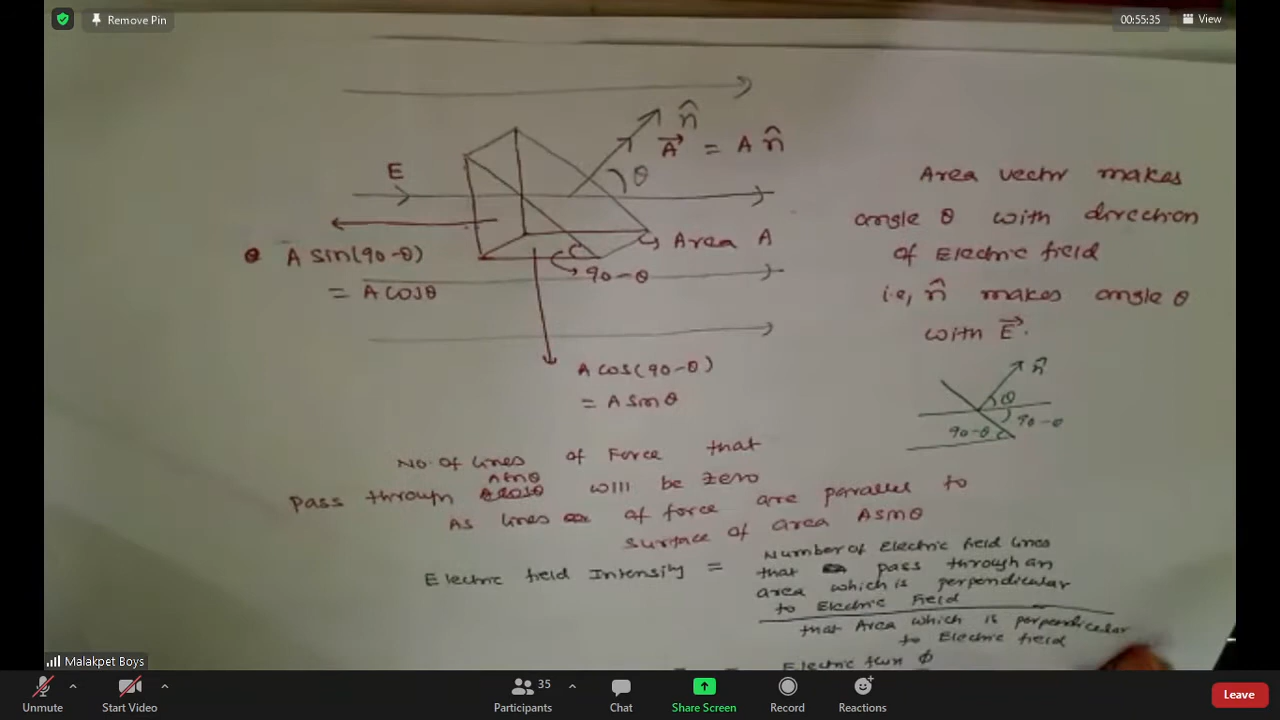 Remove Pin
00:55:35
View
n̂
A⃗ = A n̂
θ
E
Area A
A sin(90-θ)
= A cosθ
90-θ
A cos(90-θ)
= A sinθ
Area vectr makes
angle θ with direction
of Electric field
i.e, n̂ makes angle θ
with E⃗.
n̂
θ
90-θ
90-θ
No. of lines of Force that
Asinθ
pass through Acosθ will be zero
As lines of force are parallel to
surface of area Asinθ
Electric field Intensity =
Number of Electric field lines
that pass through an
area which is perpendicular
to Electric Field
that Area which is perpendicular
to Electric field
Electric flux ϕ
Malakpet Boys
Unmute
Start Video
35
Participants
Chat
Share Screen
Record
Reactions
Leave